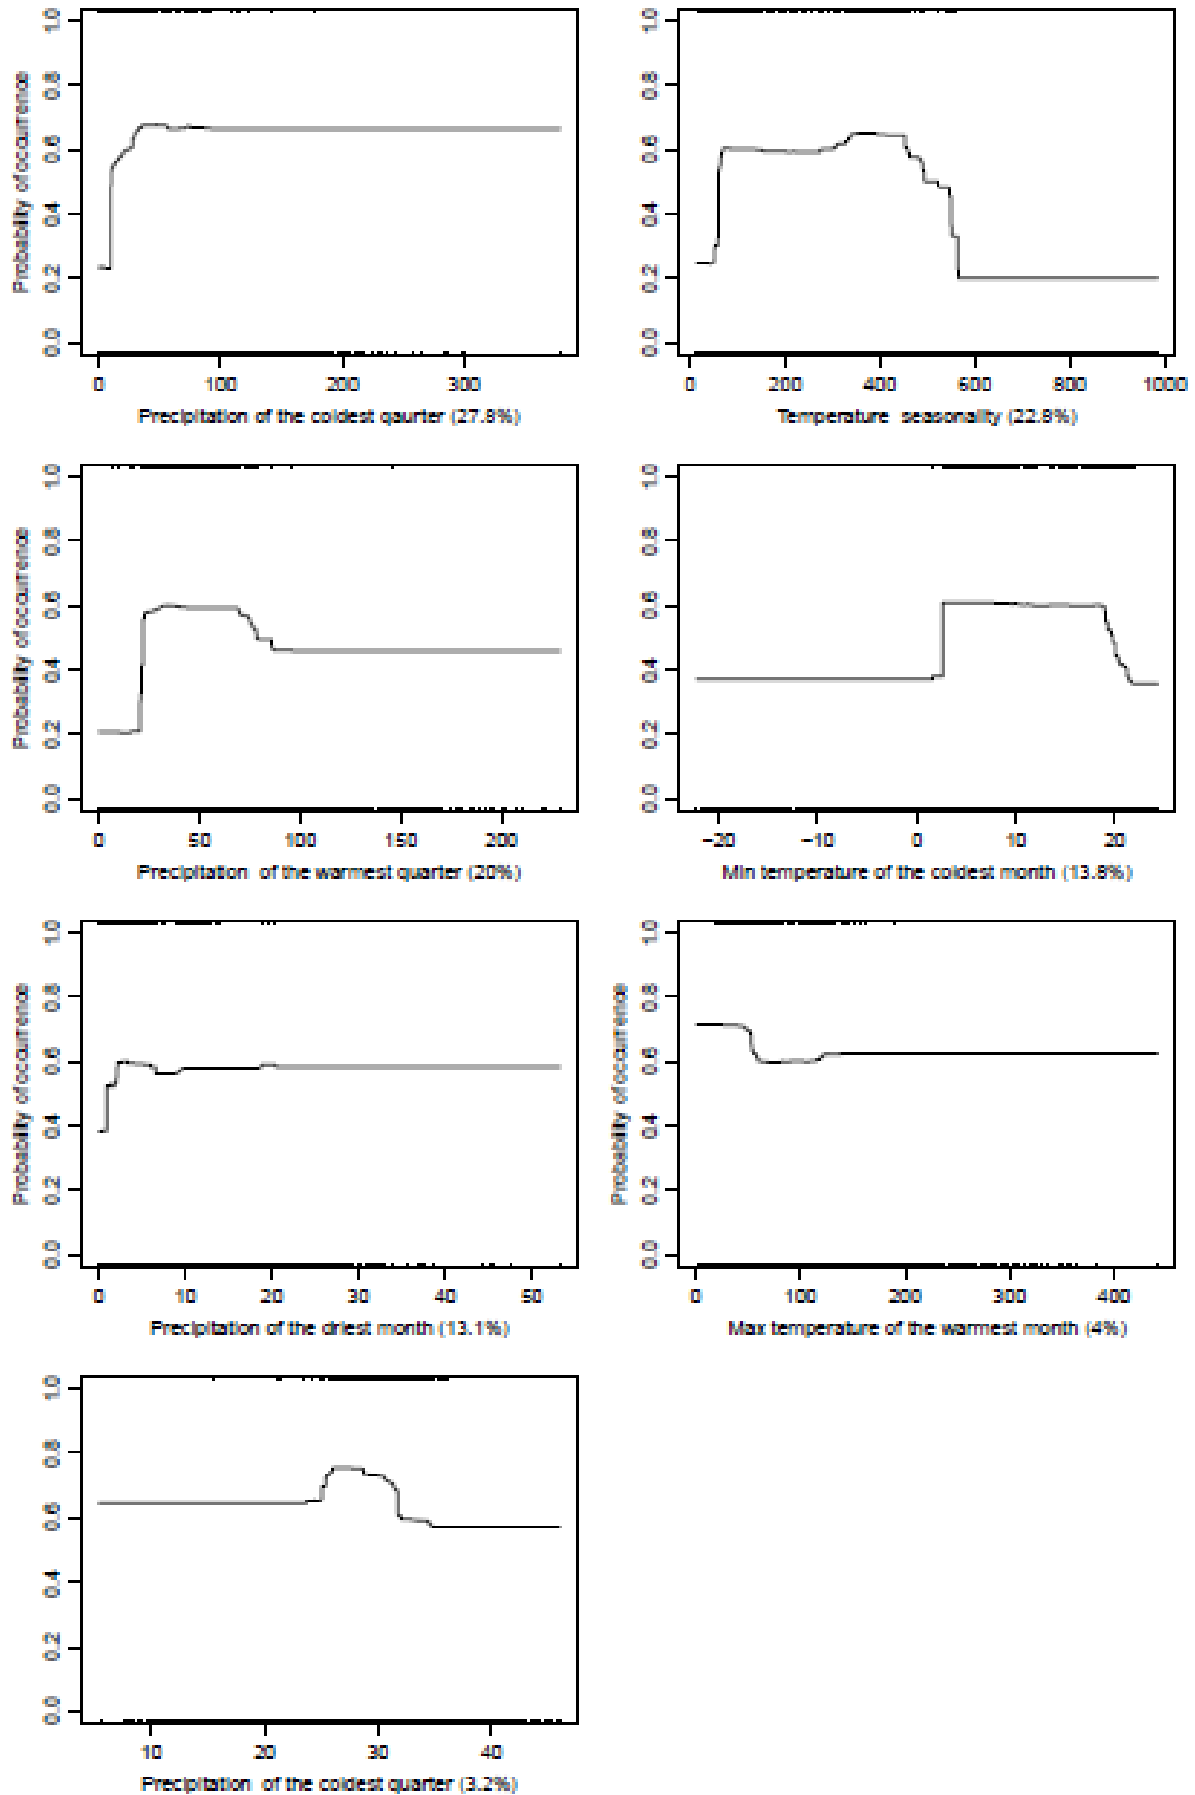 Probability of occurrence
0.0 0.2 0.4 0.6 0.8 1.0
0 100 200 300
Precipitation of the coldest qaurter (27.8%)
0.0 0.2 0.4 0.6 0.8 1.0
0 200 400 600 800 1000
Temperature seasonality (22.8%)
Probability of occurrence
0.0 0.2 0.4 0.6 0.8 1.0
0 50 100 150 200
Precipitation of the warmest quarter (20%)
0.0 0.2 0.4 0.6 0.8 1.0
−20 −10 0 10 20
Min temperature of the coldest month (13.8%)
Probability of occurrence
0.0 0.2 0.4 0.6 0.8 1.0
0 10 20 30 40 50
Precipitation of the driest month (13.1%)
Probability of occurrence
0.0 0.2 0.4 0.6 0.8 1.0
0 100 200 300 400
Max temperature of the warmest month (4%)
0.0 0.2 0.4 0.6 0.8 1.0
10 20 30 40
Precipitation of the coldest quarter (3.2%)